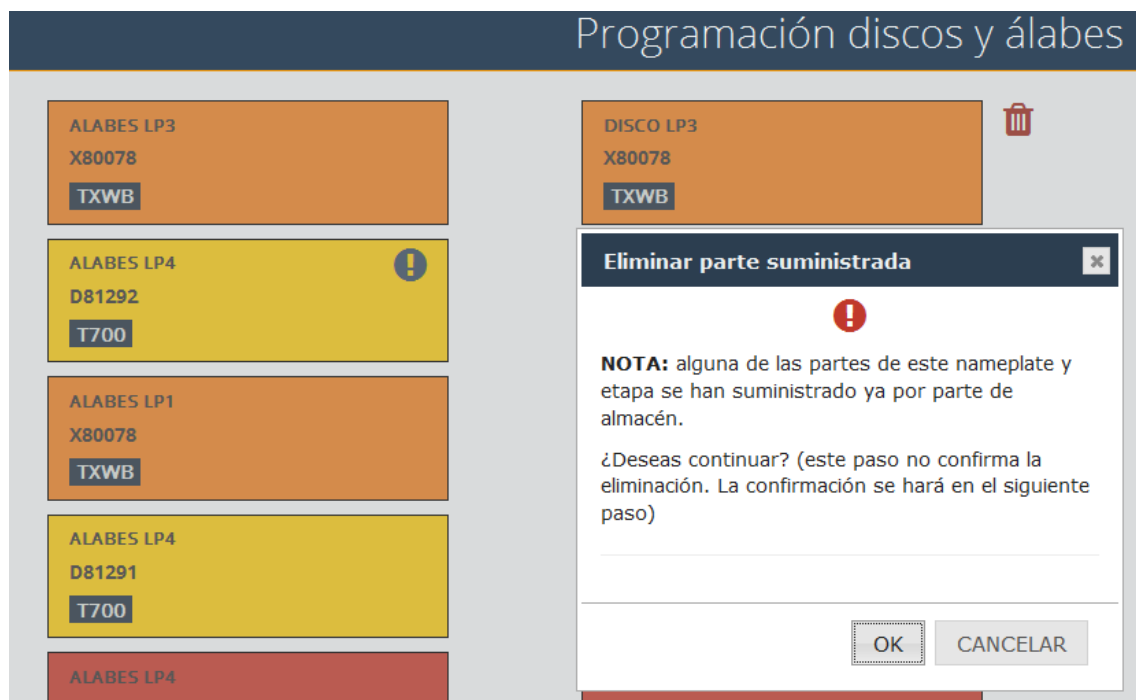 Programación discos y álabes
ALABES LP3
X80078
TXWB
ALABES LP4
D81292
T700
ALABES LP1
X80078
TXWB
ALABES LP4
D81291
T700
ALABES LP4
DISCO LP3
X80078
TXWB
Eliminar parte suministrada
NOTA: alguna de las partes de este nameplate y
etapa se han suministrado ya por parte de
almacén.
¿Deseas continuar? (este paso no confirma la
eliminación. La confirmación se hará en el siguiente
paso)
OK
CANCELAR